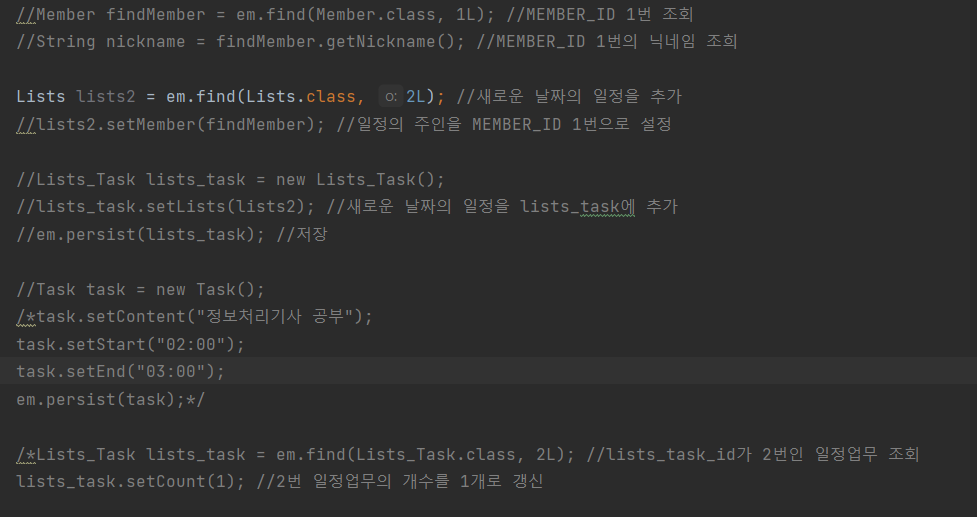 //Member findMember = em.find(Member.class, 1L); //MEMBER_ID 1번 조회
//String nickname = findMember.getNickname(); //MEMBER_ID 1번의 닉네임 조희
Lists lists2 = em.find(Lists.class, o: 2L); //새로운 날짜의 일정을 추가
//lists2.setMember(findMember); //일정의 주인을 MEMBER_ID 1번으로 설정
//Lists_Task lists_task = new Lists_Task();
//lists_task.setLists(lists2); //새로운 날짜의 일정을 lists_task에 추가
//em.persist(lists_task); //저장
//Task task = new Task();
/*task.setContent("정보처리기사 공부");
task.setStart("02:00");
task.setEnd("03:00");
em.persist(task);*/
/*Lists_Task lists_task = em.find(Lists_Task.class, 2L); //lists_task_id가 2번인 일정업무 조회
lists_task.setCount(1); //2번 일정업무의 개수를 1개로 갱신